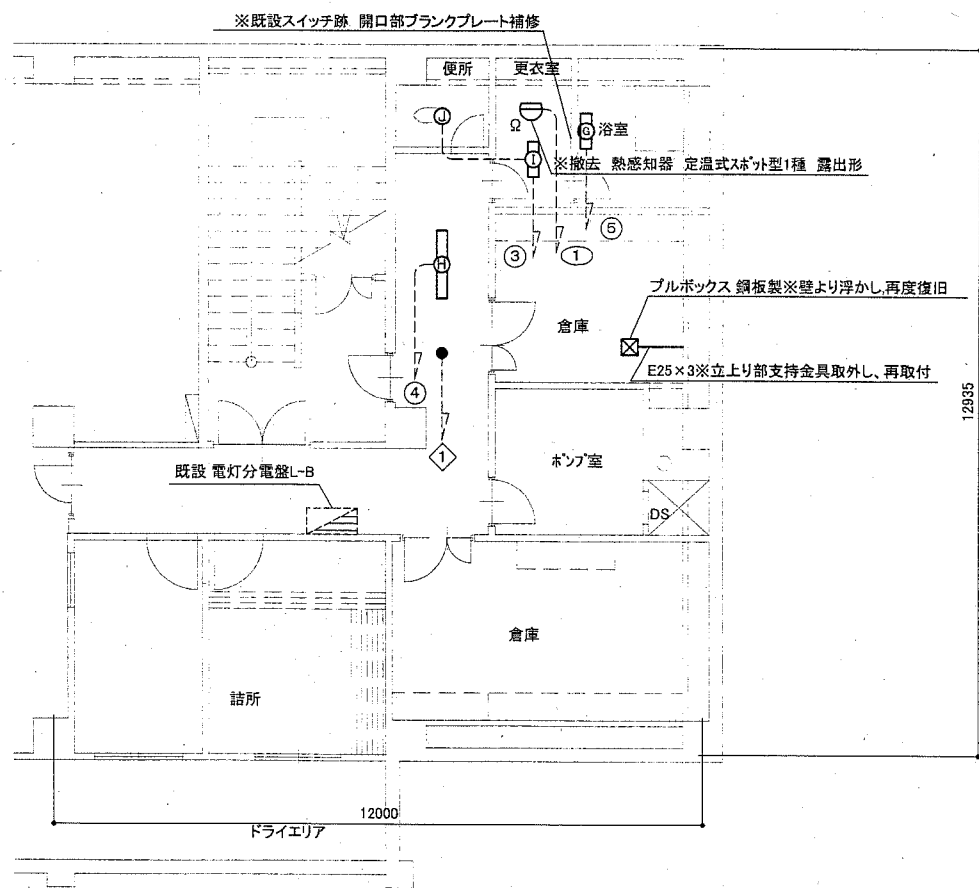 ※既設スイッチ跡 開口部ブランクプレート補修
便所
更衣室
J
Ω
G
浴室
I
※撤去 熱感知器 定温式スポット型1種 露出形
5
3
1
H
プルボックス 鋼板製※壁より浮かし,再度復旧
倉庫
E25×3※立上り部支持金具取外し、再取付
4
12935
1
ポンプ室
既設 電灯分電盤L-B
DS
倉庫
詰所
12000
ドライエリア